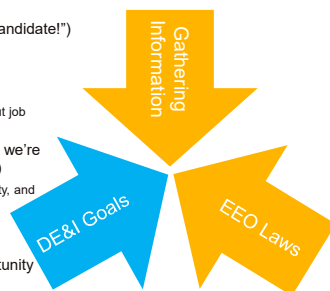 andidate!")
Gathering
Information
t job
we're
)
ty, and
DE&I Goals
EEO Laws
tunity